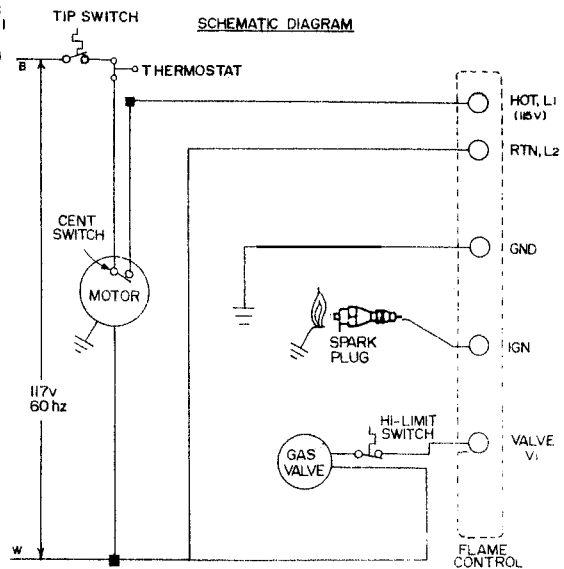 TIP SWITCH
SCHEMATIC DIAGRAM
B
THERMOSTAT
HOT, L1
(115V)
RTN, L2
CENT
SWITCH
GND
MOTOR
SPARK
PLUG
IGN
117v
60 hz
HI-LIMIT
SWITCH
GAS
VALVE
VALVE
V1
W
FLAME
CONTROL